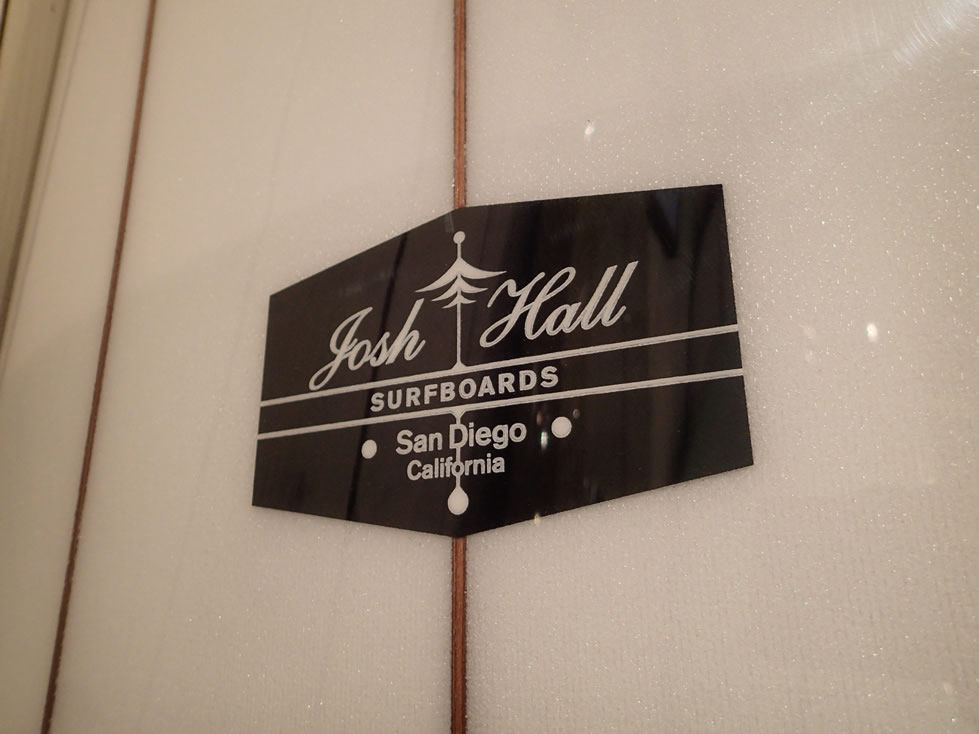 Josh Hall
SURFBOARDS
San Diego
California